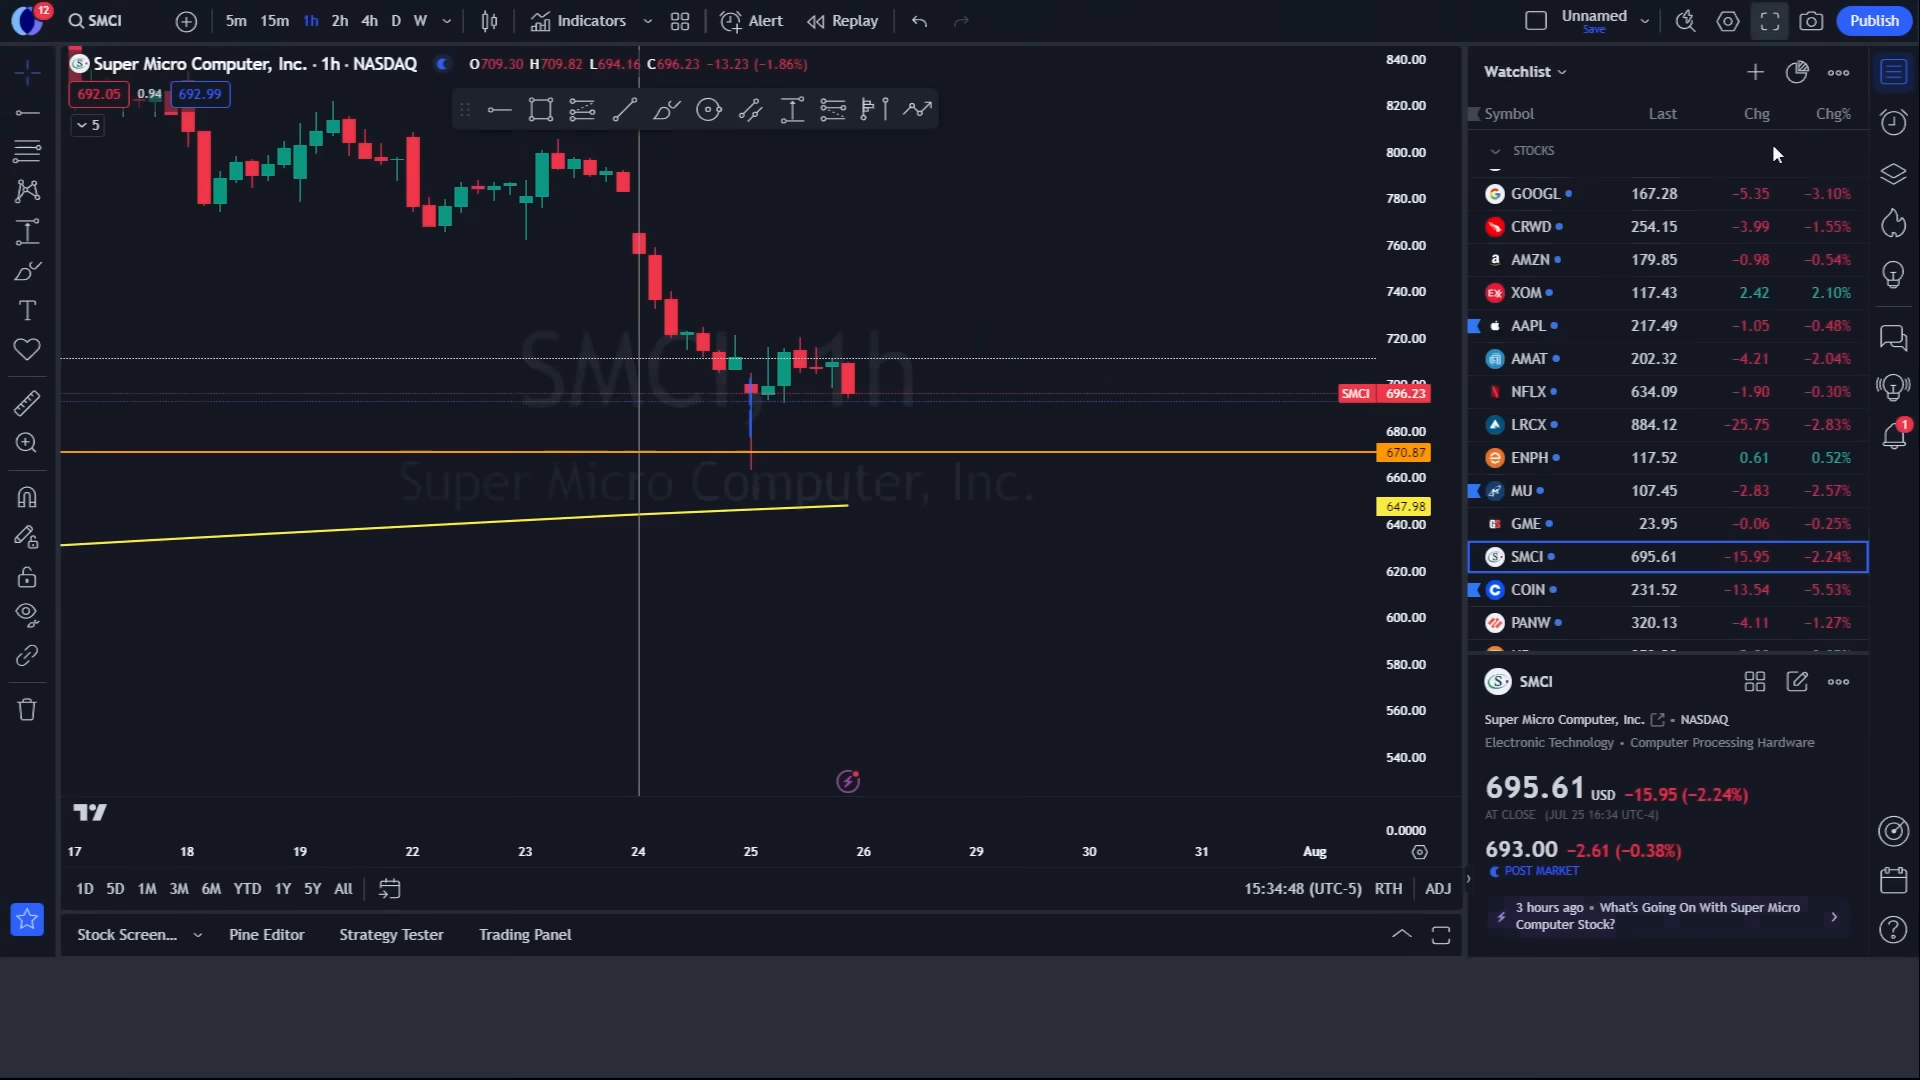 12
SMCI
5m 15m 1h 2h 4h D W
Indicators
Alert
Replay
Unnamed
Save
Publish
Super Micro Computer, Inc. · 1h · NASDAQ
O709.30 H709.82 L694.16 C696.23 −13.23 (−1.86%)
692.05 0.94 692.99
5
SMCI, 1h
Super Micro Computer, Inc.
840.00
820.00
800.00
780.00
760.00
740.00
720.00
700.00
SMCI 696.23
680.00
670.87
660.00
647.98
640.00
620.00
600.00
580.00
560.00
540.00
0.0000
17 18 19 22 23 24 25 26 29 30 31 Aug
1D 5D 1M 3M 6M YTD 1Y 5Y All
15:34:48 (UTC-5) RTH ADJ
Stock Screen...
Pine Editor
Strategy Tester
Trading Panel
Watchlist
Symbol Last Chg Chg%
STOCKS
GOOGL 167.28 −5.35 −3.10%
CRWD 254.15 −3.99 −1.55%
AMZN 179.85 −0.98 −0.54%
XOM 117.43 2.42 2.10%
AAPL 217.49 −1.05 −0.48%
AMAT 202.32 −4.21 −2.04%
NFLX 634.09 −1.90 −0.30%
LRCX 884.12 −25.75 −2.83%
ENPH 117.52 0.61 0.52%
MU 107.45 −2.83 −2.57%
GME 23.95 −0.06 −0.25%
SMCI 695.61 −15.95 −2.24%
COIN 231.52 −13.54 −5.53%
PANW 320.13 −4.11 −1.27%
SMCI
Super Micro Computer, Inc. • NASDAQ
Electronic Technology • Computer Processing Hardware
695.61 USD −15.95 (−2.24%)
AT CLOSE (JUL 25 16:34 UTC-4)
693.00 −2.61 (−0.38%)
POST MARKET
3 hours ago • What's Going On With Super Micro
Computer Stock?
1